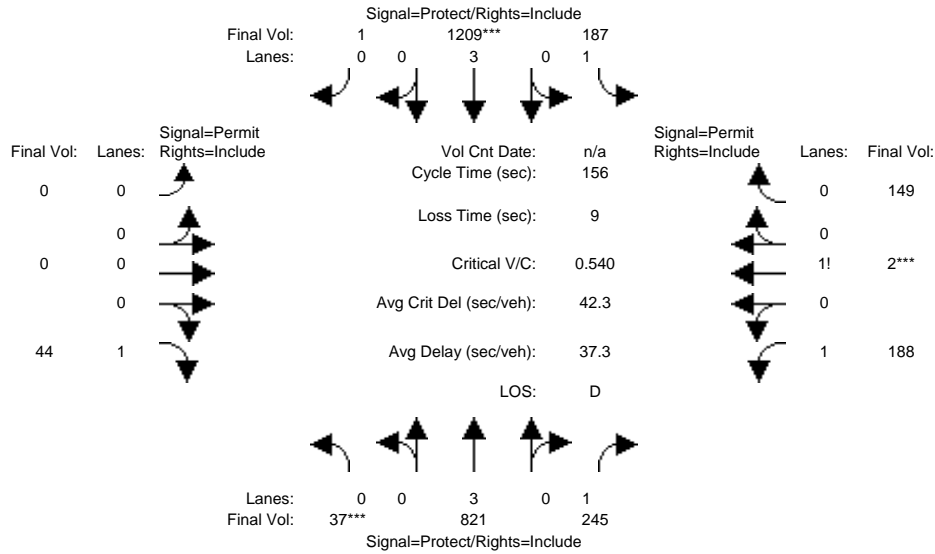 Signal=Protect/Rights=Include
Final Vol: 1 1209*** 187
Lanes: 0 0 3 0 1
Signal=Permit
Final Vol: Lanes: Rights=Include
Vol Cnt Date: n/a
Signal=Permit
Rights=Include Lanes: Final Vol:
Cycle Time (sec): 156
0 0
0 149
Loss Time (sec): 9
0
0
0 0
Critical V/C: 0.540
1! 2***
0
Avg Crit Del (sec/veh): 42.3
0
44 1
Avg Delay (sec/veh): 37.3
1 188
LOS: D
Lanes: 0 0 3 0 1
Final Vol: 37*** 821 245
Signal=Protect/Rights=Include